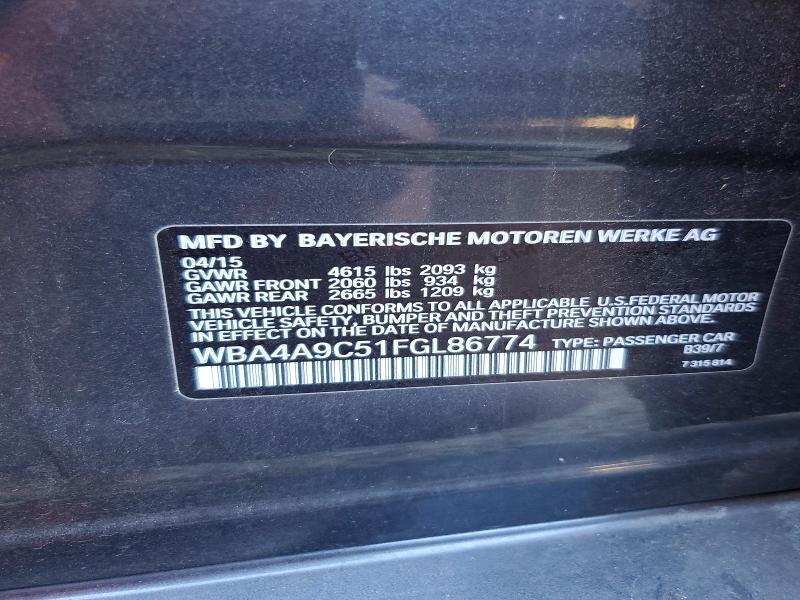 MFD BY BAYERISCHE MOTOREN WERKE AG
04/15
GVWR 4615 lbs 2093 kg
GAWR FRONT 2060 lbs 934 kg
GAWR REAR 2665 lbs 1209 kg
THIS VEHICLE CONFORMS TO ALL APPLICABLE U.S.FEDERAL MOTOR
VEHICLE SAFETY, BUMPER AND THEFT PREVENTION STANDARDS
IN EFFECT ON THE DATE OF MANUFACTURE SHOWN ABOVE.
WBA4A9C51FGL86774 TYPE: PASSENGER CAR
B39/7
7 315 814